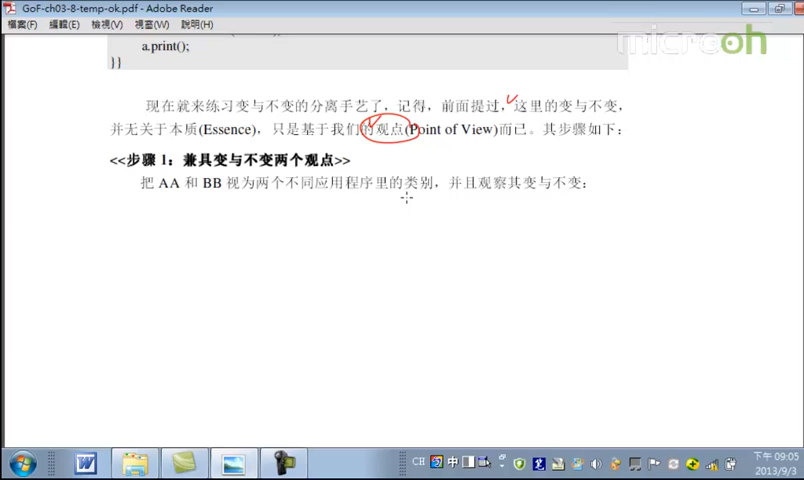 GoF-ch03-8-temp-ok.pdf - Adobe Reader
檔案(F) 編輯(E) 檢視(V) 視窗(W) 說明(H)
microoh
a.print();
}}
现在就来练习变与不变的分离手艺了，记得，前面提过，这里的变与不变，
并无关于本质(Essence)，只是基于我们的观点(Point of View)而已。其步骤如下：
<<步骤 1：兼具变与不变两个观点>>
把 AA 和 BB 视为两个不同应用程序里的类别，并且观察其变与不变：
CH 中
下午 09:05
2013/9/3